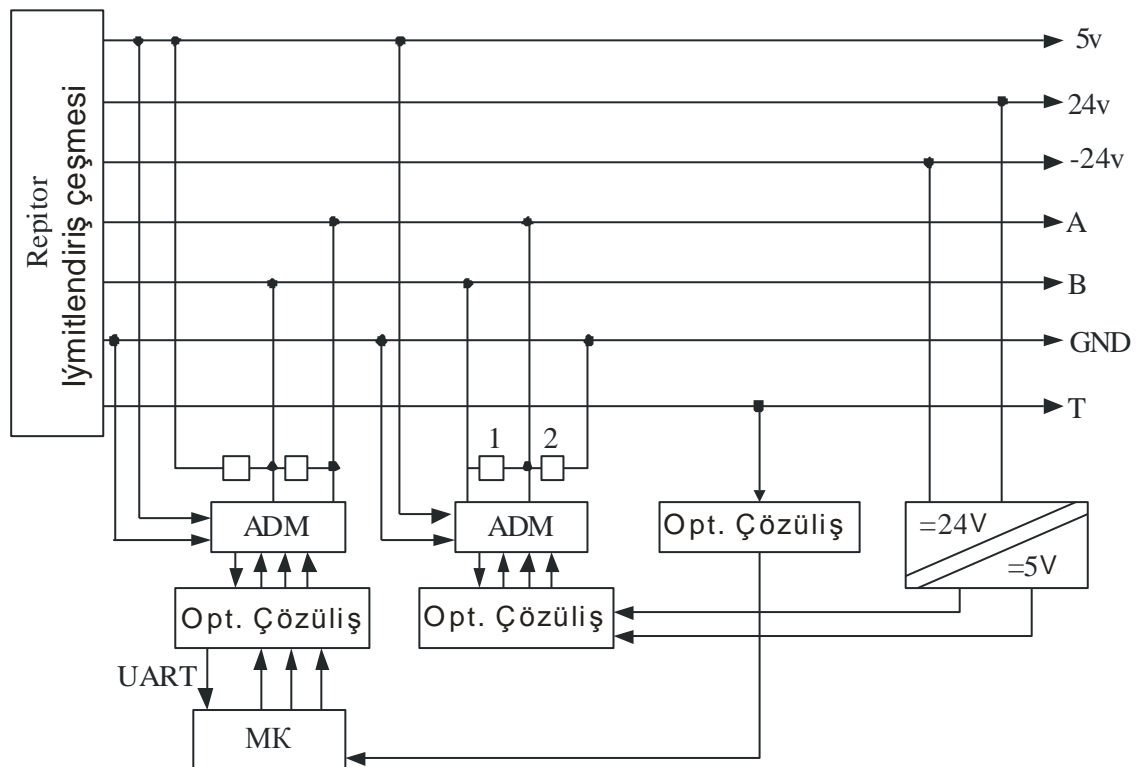 Repitor
Iýmitlendiriş çeşmesi
5v
24v
-24v
A
B
GND
T
1 2
ADM
ADM
Opt. Çözüliş
=24V
=5V
Opt. Çözüliş
Opt. Çözüliş
UART
МК